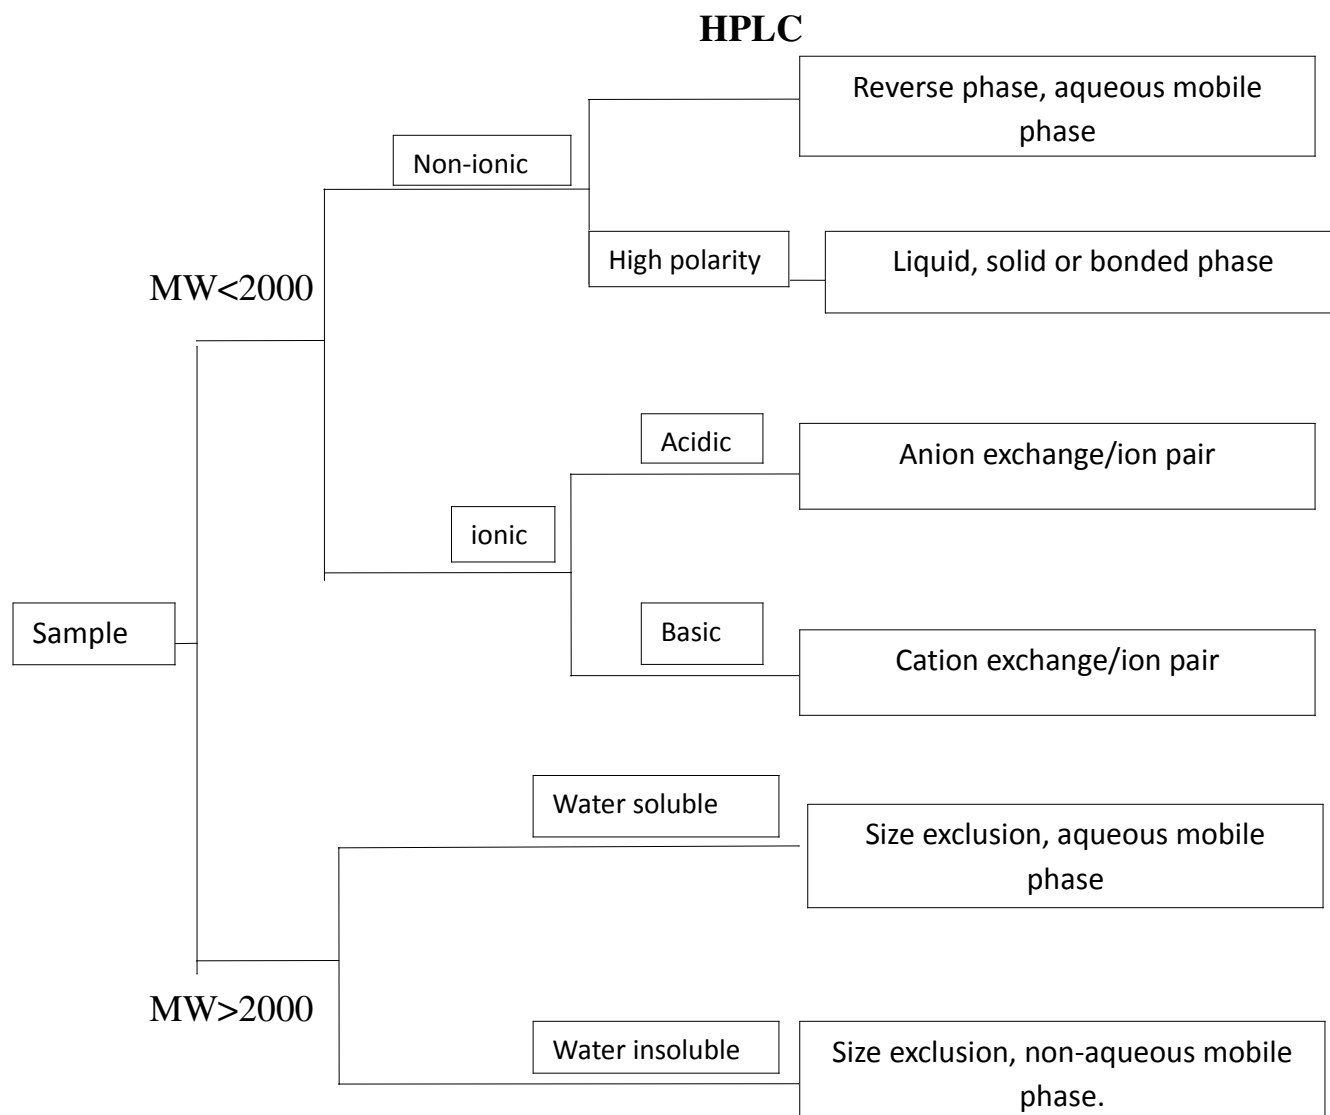 HPLC
Reverse phase, aqueous mobile
phase
Non-ionic
High polarity
Liquid, solid or bonded phase
MW<2000
Acidic
Anion exchange/ion pair
ionic
Sample
Basic
Cation exchange/ion pair
Water soluble
Size exclusion, aqueous mobile
phase
MW>2000
Water insoluble
Size exclusion, non-aqueous mobile
phase.